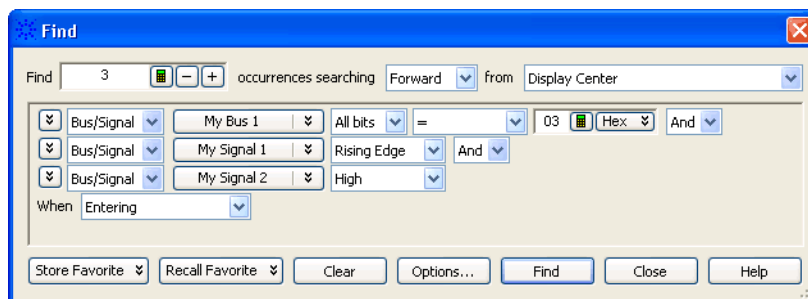 Find
Find 3 − + occurrences searching Forward from Display Center
Bus/Signal My Bus 1 All bits = 03 Hex And
Bus/Signal My Signal 1 Rising Edge And
Bus/Signal My Signal 2 High
When Entering
Store Favorite Recall Favorite Clear Options... Find Close Help